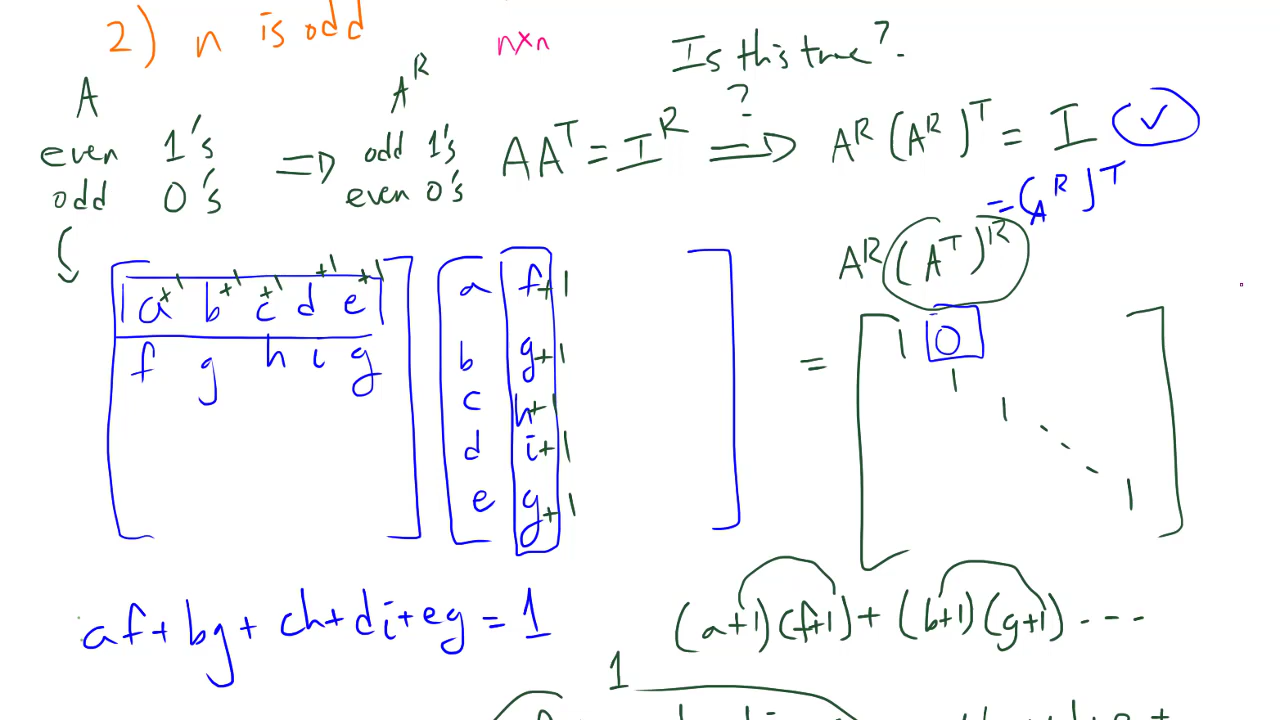 2) n is odd
n×n
Is this true?
A
even 1's
odd 0's
⟹
A^R
odd 1's
even 0's
AA^T = I^R ⟹? A^R (A^R)^T = I ✓
= (A^R)^T
A^R (A^T)^R
a+1 b+1 c+1 d+1 e+1
f g h i g
a f+1
b g+1
c h+1
d i+1
e g+1
=
1 0
1
1
1
af + bg + ch + di + eg = 1
(a+1)(f+1) + (b+1)(g+1) ---
1